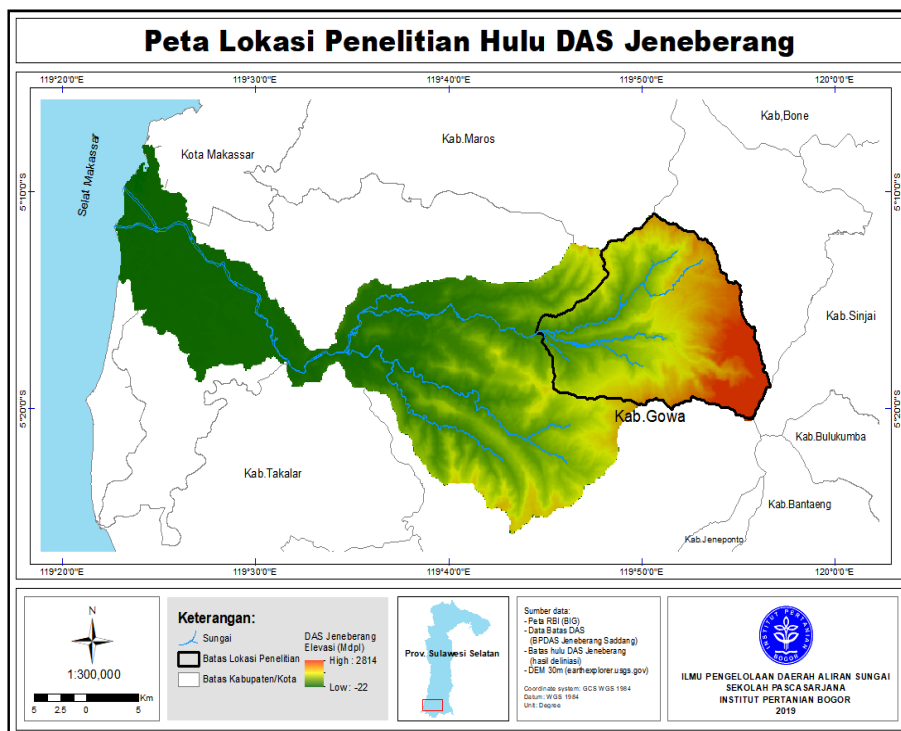 Peta Lokasi Penelitian Hulu DAS Jeneberang
119°20'0"E 119°30'0"E 119°40'0"E 119°50'0"E 120°0'0"E
Kab,Bone
Kab.Maros
Kota Makassar
Selat Makassar
5°10'0"S 5°10'0"S
Kab.Sinjai
5°20'0"S 5°20'0"S
Kab.Gowa
Kab.Bulukumba
Kab.Takalar
Kab.Bantaeng
Kab.Jeneponto
119°20'0"E 119°30'0"E 119°40'0"E 119°50'0"E 120°0'0"E
N
1:300,000
Km
5 2.5 0 5
Keterangan:
Sungai
Batas Lokasi Penelitian
Batas Kabupaten/Kota
DAS Jeneberang
Elevasi (Mdpl)
High : 2814
Low : -22
Prov. Sulawesi Selatan
Sumber data:
- Peta RBI (BIG)
- Data Batas DAS
(BPDAS Jeneberang Saddang)
- Batas hulu DAS Jeneberang
(hasil deliniasi)
- DEM 30m (earthexplorer.usgs.gov)
Coordinate system: GCS WGS 1984
Datum: WGS 1984
Unit: Degree
INSTITUT PERTANIAN
BOGOR
ILMU PENGELOLAAN DAERAH ALIRAN SUNGAI
SEKOLAH PASCASARJANA
INSTITUT PERTANIAN BOGOR
2019